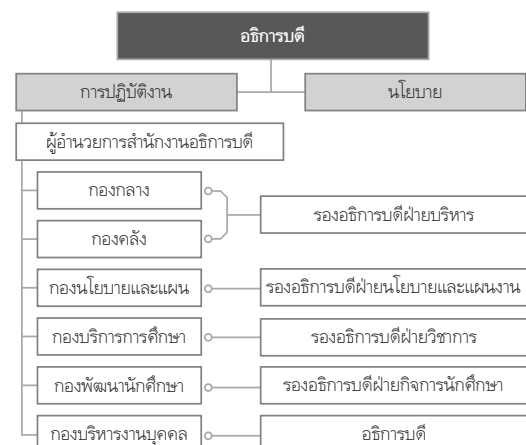 อธิการบดี
การปฏิบัติงาน
นโยบาย
ผู้อำนวยการสำนักงานอธิการบดี
กองกลาง
รองอธิการบดีฝ่ายบริหาร
กองคลัง
กองนโยบายและแผน
รองอธิการบดีฝ่ายนโยบายและแผนงาน
กองบริการการศึกษา
รองอธิการบดีฝ่ายวิชาการ
กองพัฒนานักศึกษา
รองอธิการบดีฝ่ายกิจการนักศึกษา
กองบริหารงานบุคคล
อธิการบดี